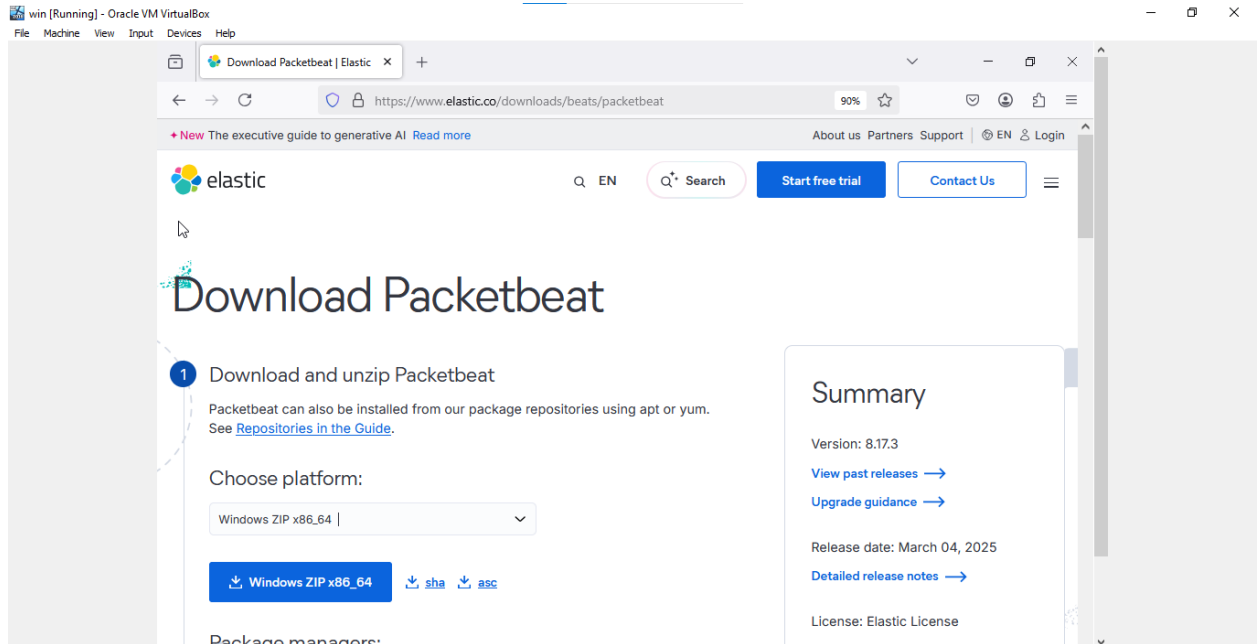 win [Running] - Oracle VM VirtualBox
File Machine View Input Devices Help
Download Packetbeat | Elastic
https://www.elastic.co/downloads/beats/packetbeat
90%
New The executive guide to generative AI Read more
About us Partners Support EN Login
elastic
EN
Search
Start free trial
Contact Us
Download Packetbeat
1
Download and unzip Packetbeat
Packetbeat can also be installed from our package repositories using apt or yum.
See Repositories in the Guide.
Choose platform:
Windows ZIP x86_64
Windows ZIP x86_64 sha asc
Package managers:
Summary
Version: 8.17.3
View past releases
Upgrade guidance
Release date: March 04, 2025
Detailed release notes
License: Elastic License